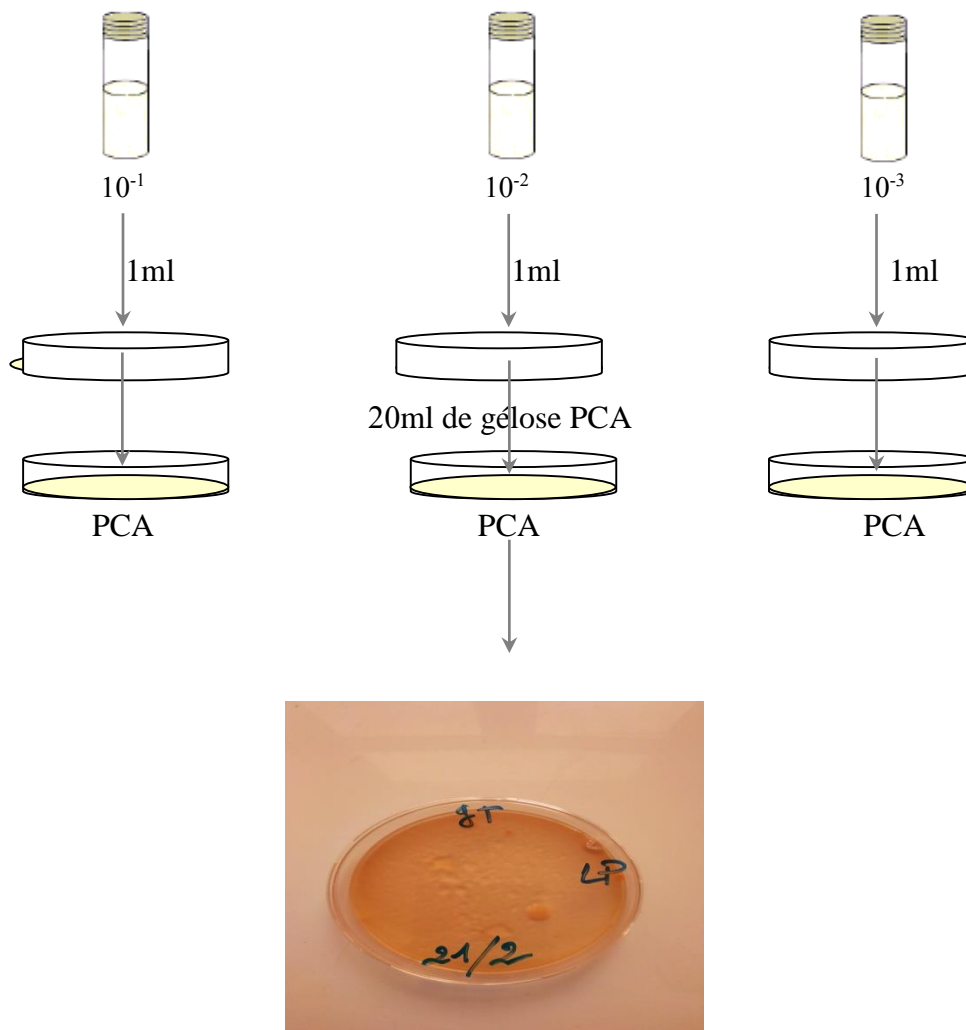 10⁻¹ 10⁻² 10⁻³
1ml 1ml 1ml
20ml de gélose PCA
PCA PCA PCA
gT
LP
21/2